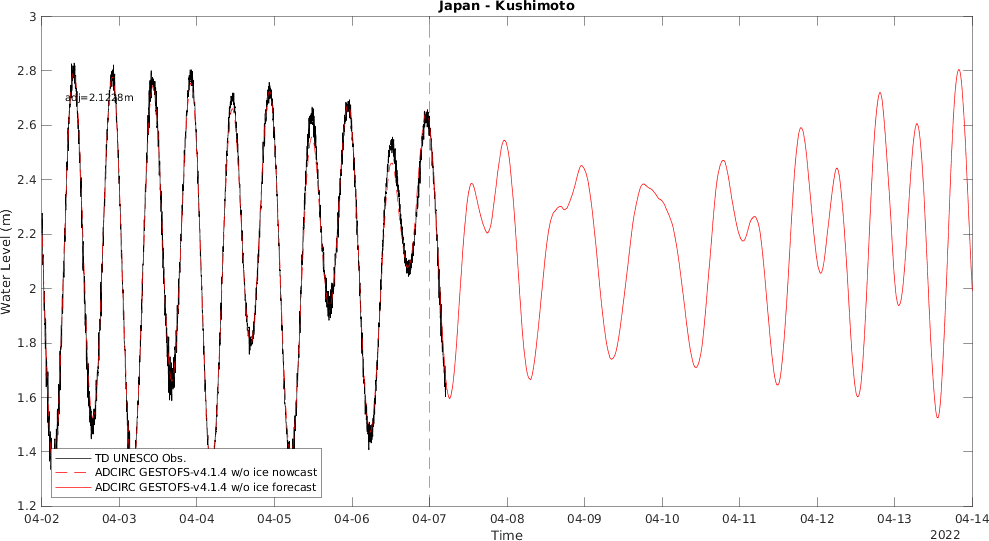 Japan - Kushimoto
3
2.8
2.6
2.4
2.2
2
1.8
1.6
1.4
1.2
Water Level (m)
adj=2.1228m
TD UNESCO Obs.
ADCIRC GESTOFS-v4.1.4 w/o ice nowcast
ADCIRC GESTOFS-v4.1.4 w/o ice forecast
04-02 04-03 04-04 04-05 04-06 04-07 04-08 04-09 04-10 04-11 04-12 04-13 04-14
Time
2022